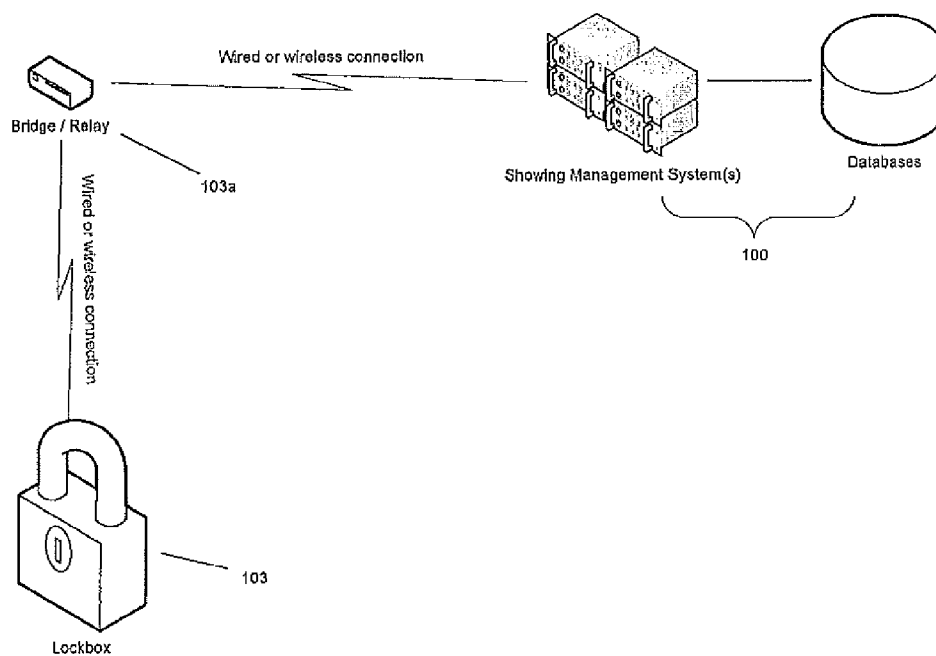 Wired or wireless connection
Bridge / Relay
103a
Showing Management System(s)
Databases
100
Wired or wireless connection
103
Lockbox